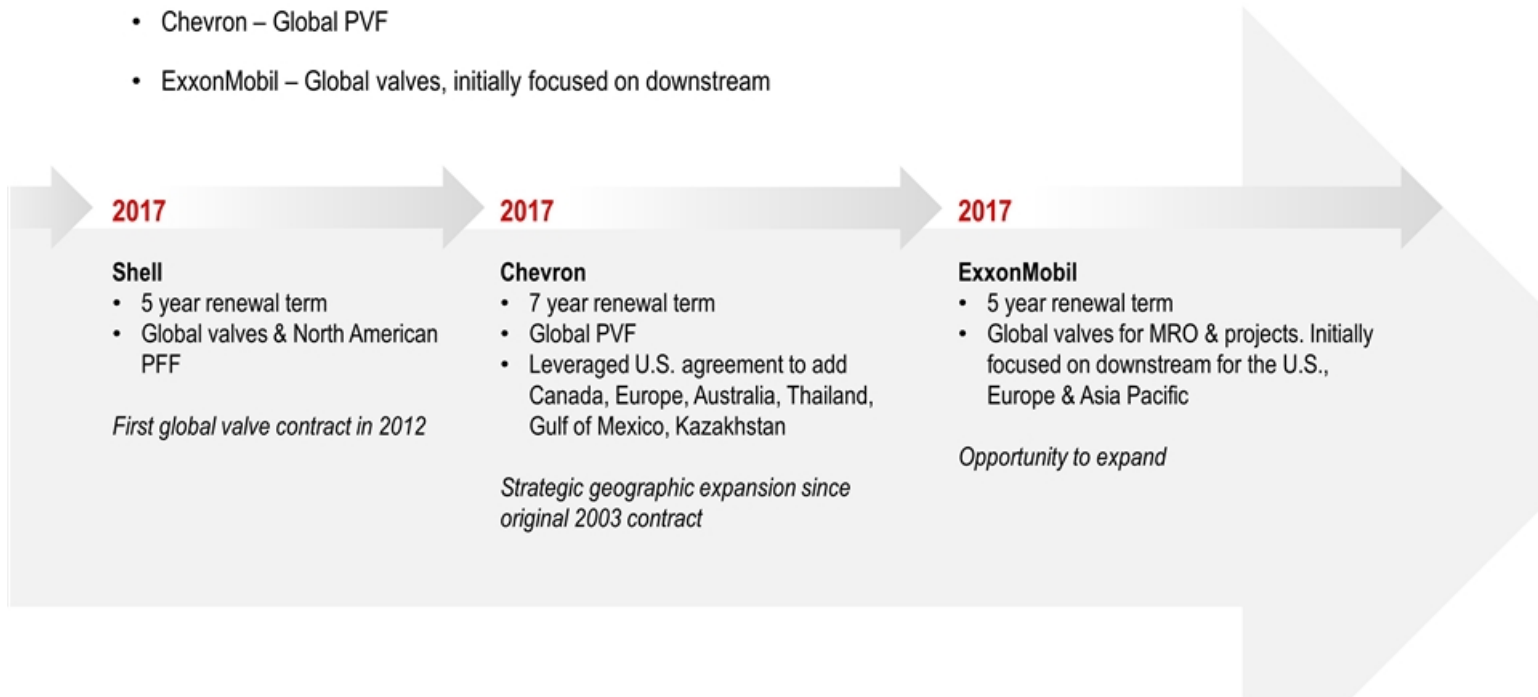 • Chevron – Global PVF
• ExxonMobil – Global valves, initially focused on downstream
2017
Shell
• 5 year renewal term
• Global valves & North American
PFF
First global valve contract in 2012
2017
Chevron
• 7 year renewal term
• Global PVF
• Leveraged U.S. agreement to add
Canada, Europe, Australia, Thailand,
Gulf of Mexico, Kazakhstan
Strategic geographic expansion since
original 2003 contract
2017
ExxonMobil
• 5 year renewal term
• Global valves for MRO & projects. Initially
focused on downstream for the U.S.,
Europe & Asia Pacific
Opportunity to expand